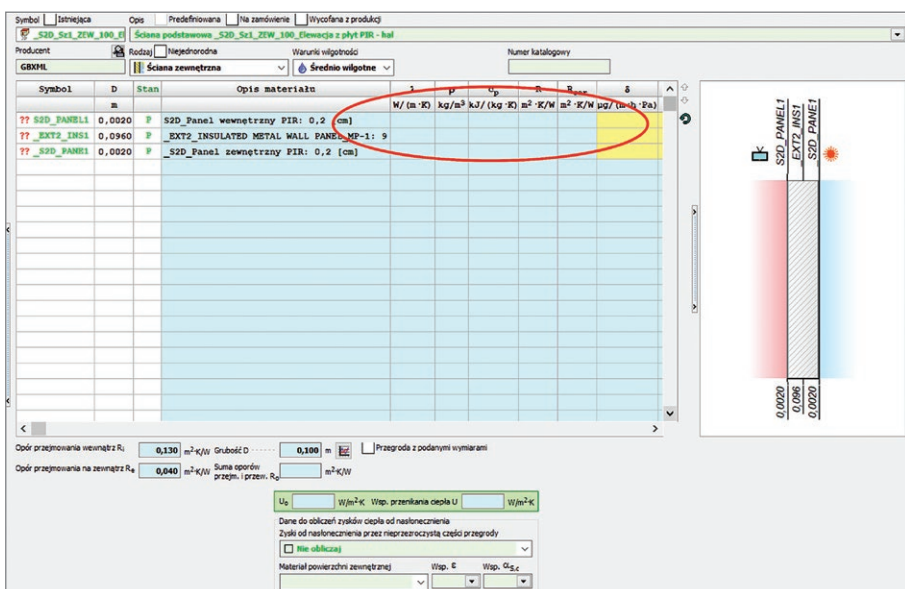 Symbol Istniejąca Opis Predefiniowana Na zamówienie Wycofana z produkcji
_S2D_Sz1_ZEW_100_El Ściana podstawowa _S2D_Sz1_ZEW_100_Elewacja z płyt PIR - hal
Producent Rodzaj Niejednorodna Warunki wilgotności Numer katalogowy
GBXML Ściana zewnętrzna Średnio wilgotne
Symbol D Stan Opis materiału λ ρ cp R Rpar δ
m W/(m·K) kg/m³ kJ/(kg·K) m²·K/W m²·K/W µg/(m·h·Pa)
?? S2D_PANEL1 0,0020 P S2D_Panel wewnętrzny PIR: 0,2 [cm]
?? _EXT2_INS1 0,0960 P _EXT2_INSULATED METAL WALL PANEL_MP-1: 9
?? _S2D_PANE1 0,0020 P _S2D_Panel zewnętrzny PIR: 0,2 [cm]
S2D_PANEL1
_EXT2_INS1
_S2D_PANE1
0,0020
0,096
0,0020
Opór przejmowania wewnątrz Ri 0,130 m²·K/W Grubość D 0,100 m Przegroda z podanymi wymiarami
Opór przejmowania na zewnątrz Re 0,040 m²·K/W Suma oporów przejm. i przew. Ro m²·K/W
Uo W/m²·K Wsp. przenikania ciepła U W/m²·K
Dane do obliczeń zysków ciepła od nasłonecznienia
Zyski od nasłonecznienia przez nieprzezroczystą części przegrody
Nie obliczaj
Materiał powierzchni zewnętrznej Wsp. ε Wsp. αS,c